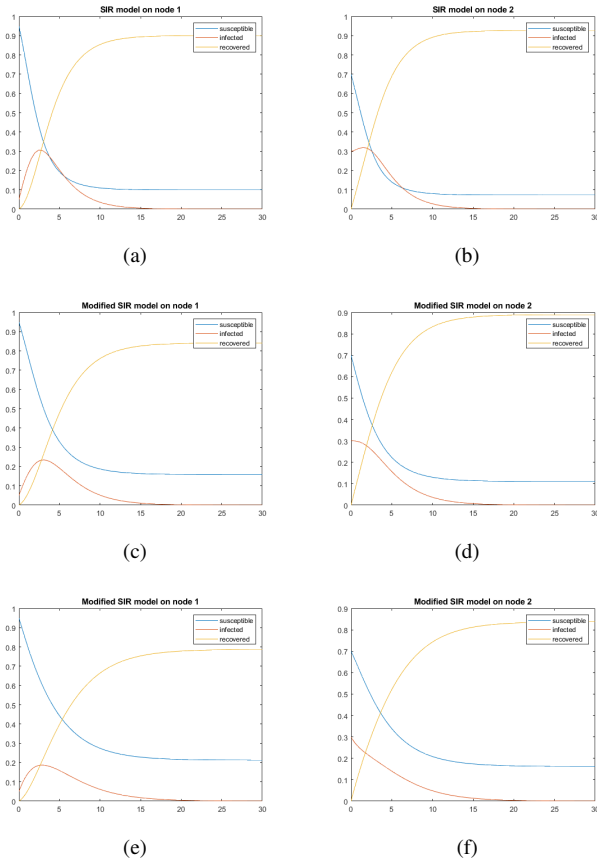 SIR model on node 1
1
0.9
0.8
0.7
0.6
0.5
0.4
0.3
0.2
0.1
0
0 5 10 15 20 25 30
susceptible
infected
recovered
(a)
SIR model on node 2
1
0.9
0.8
0.7
0.6
0.5
0.4
0.3
0.2
0.1
0
0 5 10 15 20 25 30
susceptible
infected
recovered
(b)
Modified SIR model on node 1
1
0.9
0.8
0.7
0.6
0.5
0.4
0.3
0.2
0.1
0
0 5 10 15 20 25 30
susceptible
infected
recovered
(c)
Modified SIR model on node 2
0.9
0.8
0.7
0.6
0.5
0.4
0.3
0.2
0.1
0
0 5 10 15 20 25 30
susceptible
infected
recovered
(d)
Modified SIR model on node 1
1
0.9
0.8
0.7
0.6
0.5
0.4
0.3
0.2
0.1
0
0 5 10 15 20 25 30
susceptible
infected
recovered
(e)
Modified SIR model on node 2
0.9
0.8
0.7
0.6
0.5
0.4
0.3
0.2
0.1
0
0 5 10 15 20 25 30
susceptible
infected
recovered
(f)